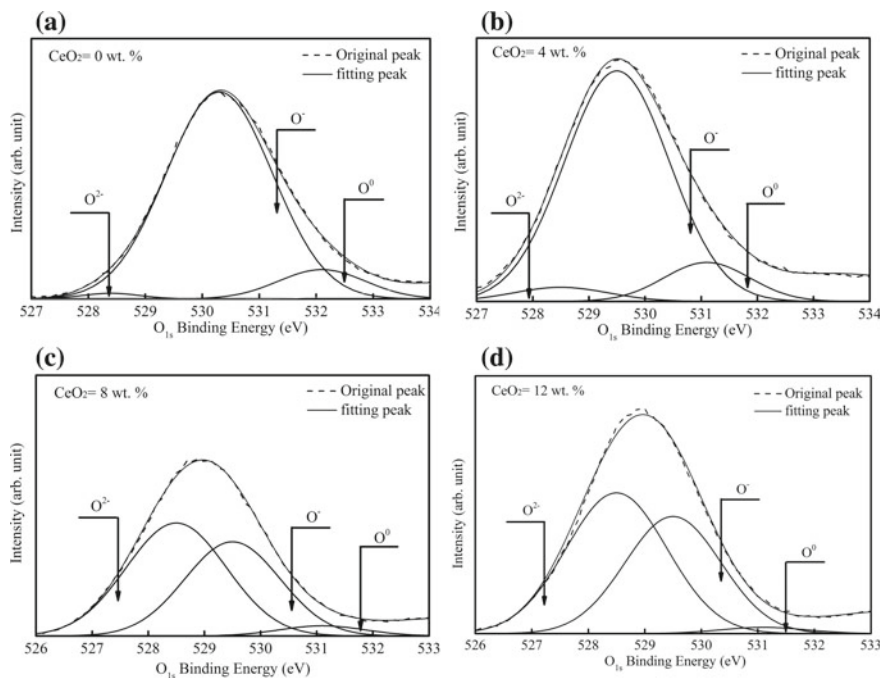 (a)
CeO₂= 0 wt. %
Original peak
fitting peak
O⁻
O⁰
O²⁻
Intensity (arb. unit)
527 528 529 530 531 532 533 534
O₁ₛ Binding Energy (eV)
(b)
CeO₂= 4 wt. %
Original peak
fitting peak
O⁻
O⁰
O²⁻
Intensity (arb. unit)
527 528 529 530 531 532 533 534
O₁ₛ Binding Energy (eV)
(c)
CeO₂= 8 wt. %
Original peak
fitting peak
O²⁻
O⁻
O⁰
Intensity (arb. unit)
526 527 528 529 530 531 532 533
O₁ₛ Binding Energy (eV)
(d)
CeO₂= 12 wt. %
Original peak
fitting peak
O⁻
O²⁻
O⁰
Intensity (arb. unit)
526 527 528 529 530 531 532 533
O₁ₛ Binding Energy (eV)